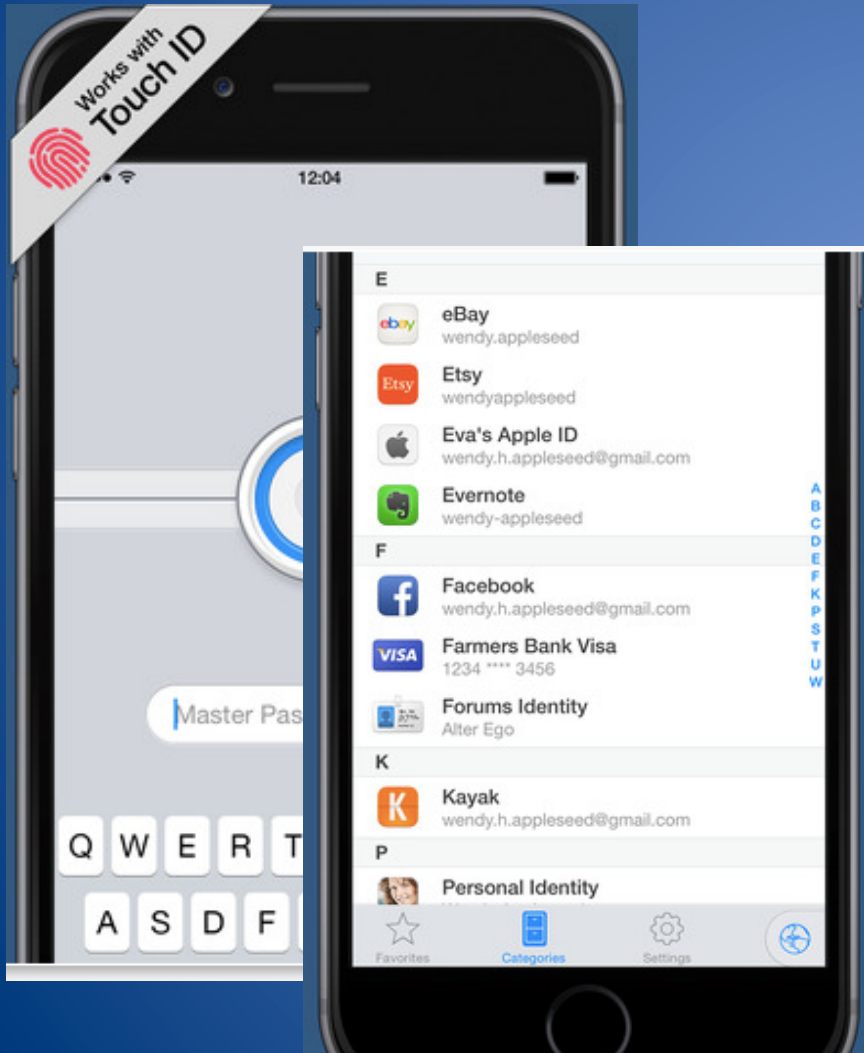 Works with
Touch ID
12:04
Master Pas
Q W E R T
A S D F
E
ebay
eBay
wendy.appleseed
Etsy
Etsy
wendyappleseed
Eva's Apple ID
wendy.h.appleseed@gmail.com
Evernote
wendy-appleseed
F
f
Facebook
wendy.h.appleseed@gmail.com
VISA
Farmers Bank Visa
1234 **** 3456
Forums Identity
Alter Ego
K
K
Kayak
wendy.h.appleseed@gmail.com
P
Personal Identity
A
B
C
D
E
F
K
P
S
T
U
W
Favorites
Categories
Settings